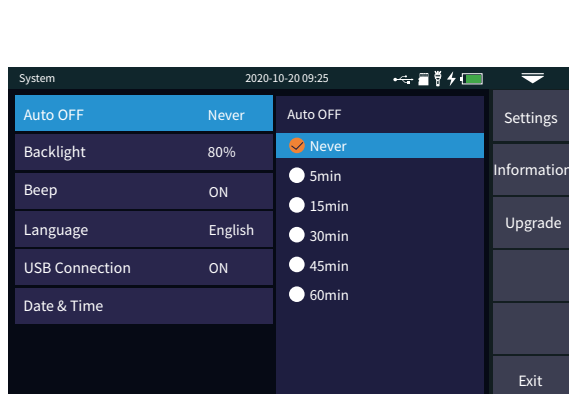 System 2020-10-20 09:25
Auto OFF Never
Backlight 80%
Beep ON
Language English
USB Connection ON
Date & Time
Auto OFF
Never
5min
15min
30min
45min
60min
Settings
Information
Upgrade
Exit